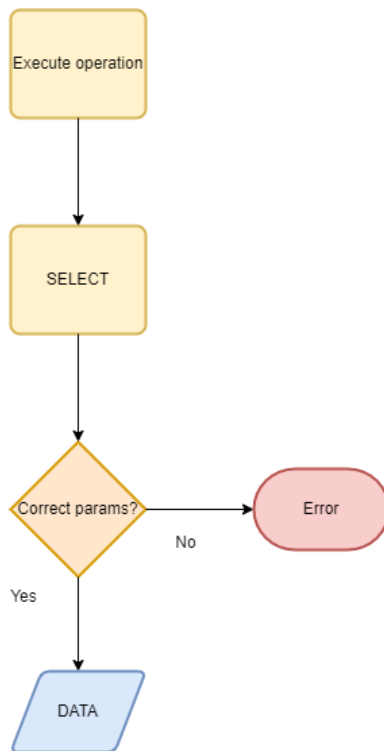 Execute operation
SELECT
Correct params?
Error
No
Yes
DATA